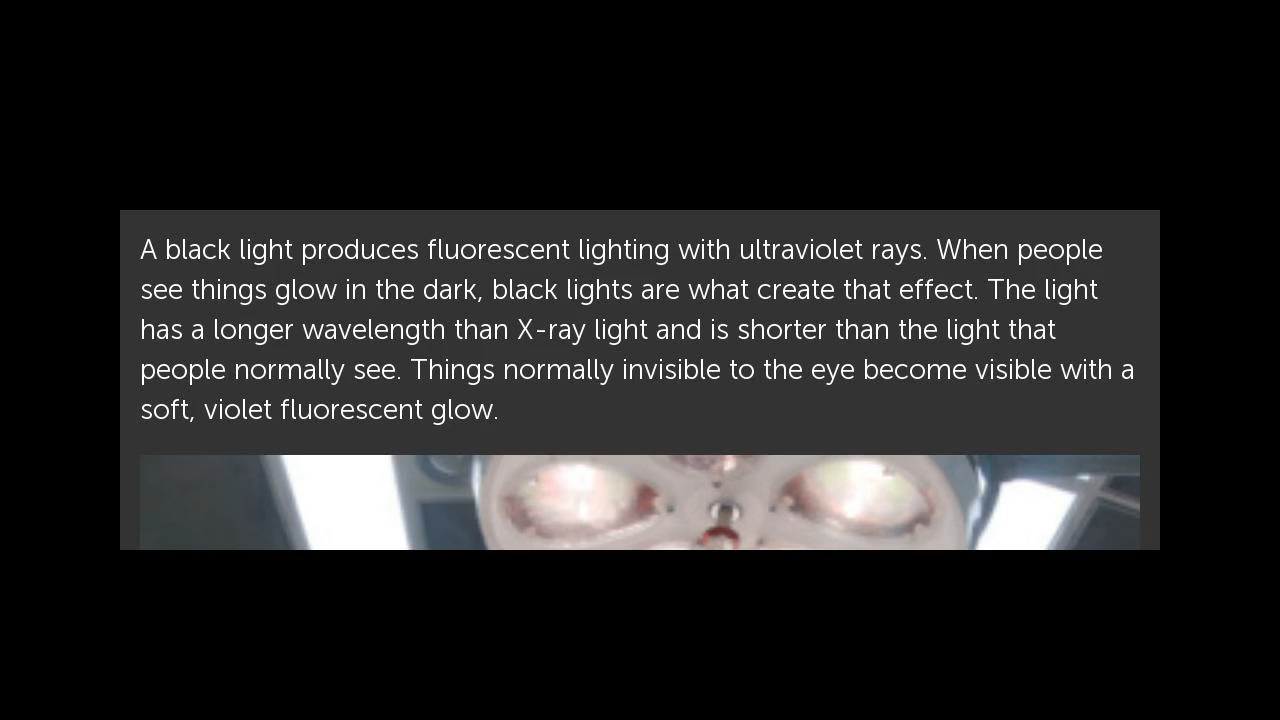 A black light produces fluorescent lighting with ultraviolet rays. When people
see things glow in the dark, black lights are what create that effect. The light
has a longer wavelength than X-ray light and is shorter than the light that
people normally see. Things normally invisible to the eye become visible with a
soft, violet fluorescent glow.